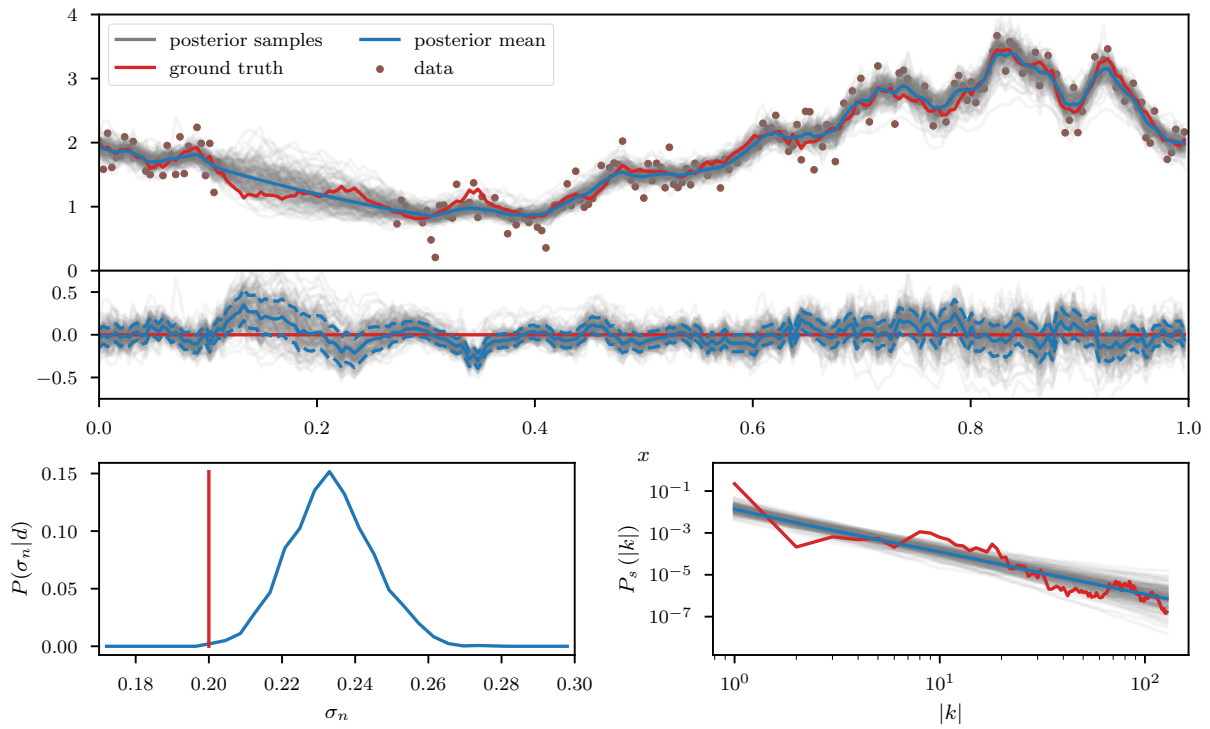 4
3
2
1
0
posterior samples
ground truth
posterior mean
data
0.5
0.0
−0.5
0.0 0.2 0.4 0.6 0.8 1.0
x
0.15
0.10
0.05
0.00
P(σₙ|d)
0.18 0.20 0.22 0.24 0.26 0.28 0.30
σₙ
10⁻¹
10⁻³
10⁻⁵
10⁻⁷
Pₛ(|k|)
10⁰ 10¹ 10²
|k|